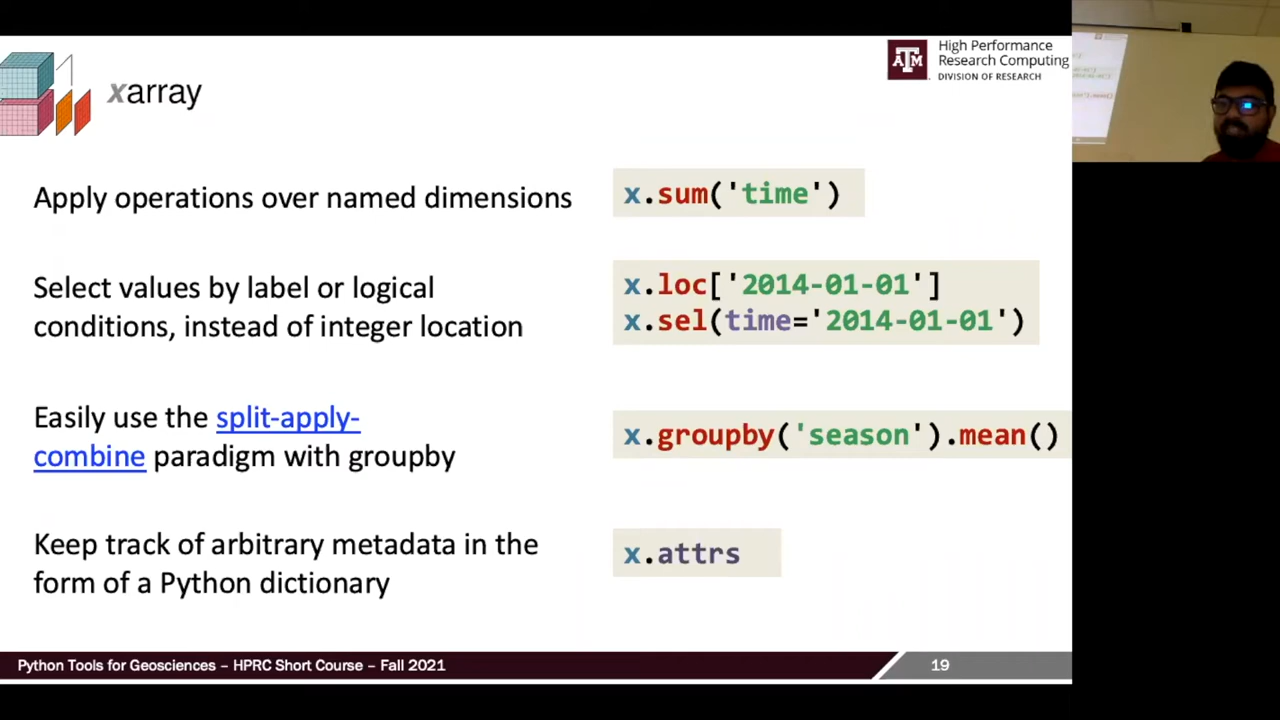 High Performance
Research Computing
DIVISION OF RESEARCH
ATM
xarray
Apply operations over named dimensions
x.sum('time')
Select values by label or logical
conditions, instead of integer location
x.loc['2014-01-01']
x.sel(time='2014-01-01')
Easily use the split-apply-
combine paradigm with groupby
x.groupby('season').mean()
Keep track of arbitrary metadata in the
form of a Python dictionary
x.attrs
Python Tools for Geosciences – HPRC Short Course – Fall 2021
19